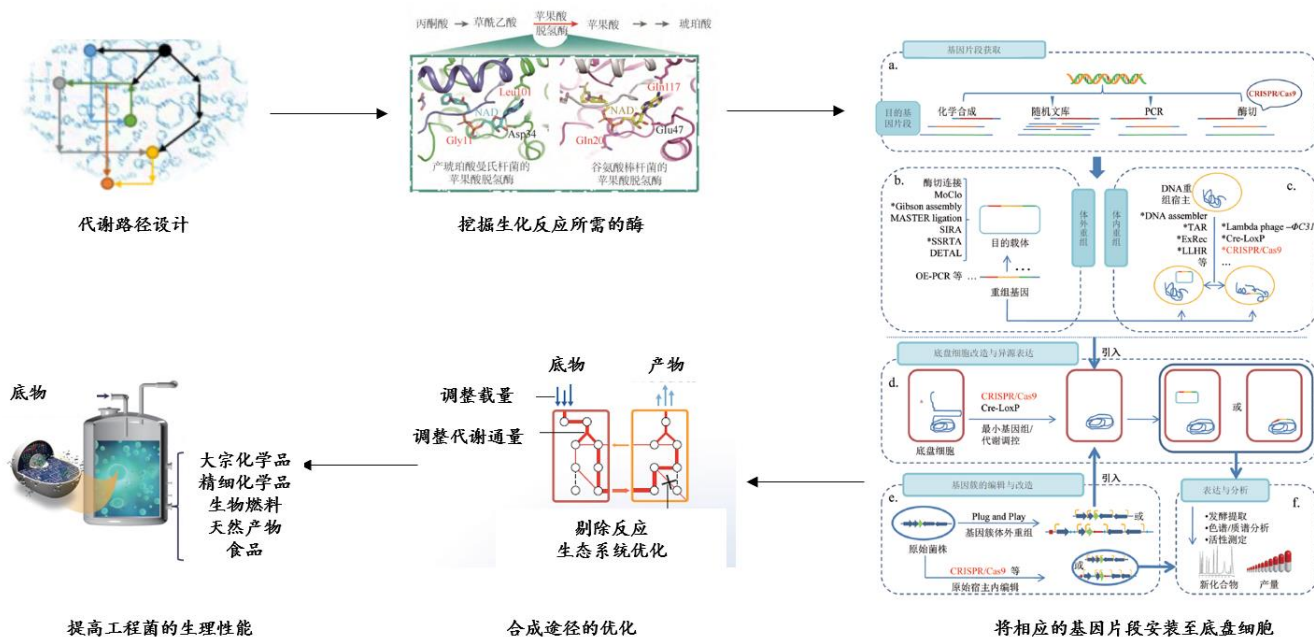 丙酮酸
草酰乙酸
苹果酸
脱氢酶
苹果酸
琥珀酸
Leu101
NAD
Asp34
Gly11
产琥珀酸曼氏杆菌的
苹果酸脱氢酶
Gln117
NAD
Glu47
Gln20
谷氨酸棒杆菌的
苹果酸脱氢酶
代谢路径设计
挖掘生化反应所需的酶
基因片段获取
a.
CRISPR/Cas9
目的基
因片段
化学合成
随机文库
PCR
酶切
b.
酶切连接
MoClo
*Gibson assembly
MASTER ligation
SIRA
*SSRTA
DETAL
目的载体
OE-PCR 等
…
重组基因
体外重组
体内重组
c.
DNA重
组宿主
*DNA assembler
*TAR
*ExRec
*LLHR
等
*Lambda phage –ΦC31
*Cre-LoxP
*CRISPR/Cas9
…
底盘细胞改造与异源表达
引入
d.
CRISPR/Cas9
Cre-LoxP
最小基因组/
代谢调控
底盘细胞
或
基因簇的编辑与改造
引入
e.
Plug and Play
基因簇体外重组
或
原始菌株
CRISPR/Cas9 等
原始宿主内编辑
或
表达与分析
f.
•发酵提取
•色谱/质谱分析
•活性测定
新化合物
产量
将相应的基因片段安装至底盘细胞
底物
产物
调整载量
调整代谢通量
剔除反应
生态系统优化
合成途径的优化
底物
大宗化学品
精细化学品
生物燃料
天然产物
食品
提高工程菌的生理性能